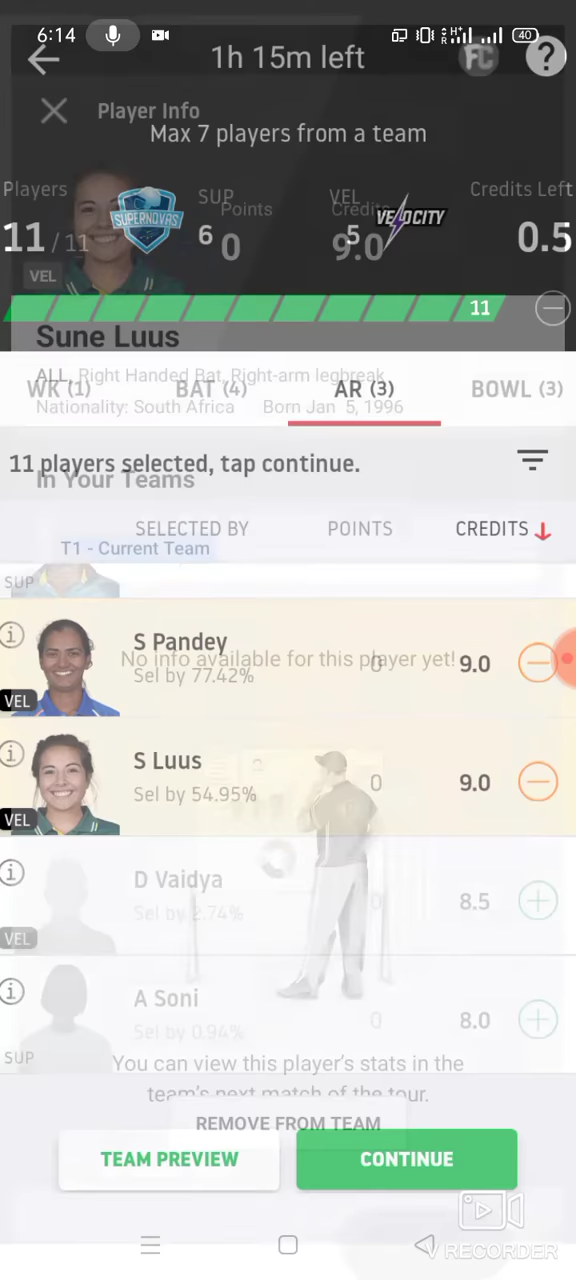 6:14
H+
R
40
1h 15m left
FC
?
Player Info
Max 7 players from a team
Players
SUP
VEL
Credits Left
Points
Credits
SUPERNOVAS
VELOCITY
11 / 11
6
0
5
9.0
0.5
VEL
11
Sune Luus
ALL, Right Handed Bat, Right-arm legbreak
WK (1)
BAT (4)
AR (3)
BOWL (3)
Nationality: South Africa
Born Jan 5, 1996
11 players selected, tap continue.
In Your Teams
SELECTED BY
POINTS
CREDITS
T1 - Current Team
SUP
i
S Pandey
No info available for this player yet!
0
9.0
Sel by 77.42%
VEL
i
S Luus
0
9.0
Sel by 54.95%
VEL
i
D Vaidya
0
8.5
Sel by 2.74%
VEL
i
A Soni
0
8.0
Sel by 0.94%
SUP
You can view this player's stats in the
team's next match of the tour.
REMOVE FROM TEAM
TEAM PREVIEW
CONTINUE
V RECORDER